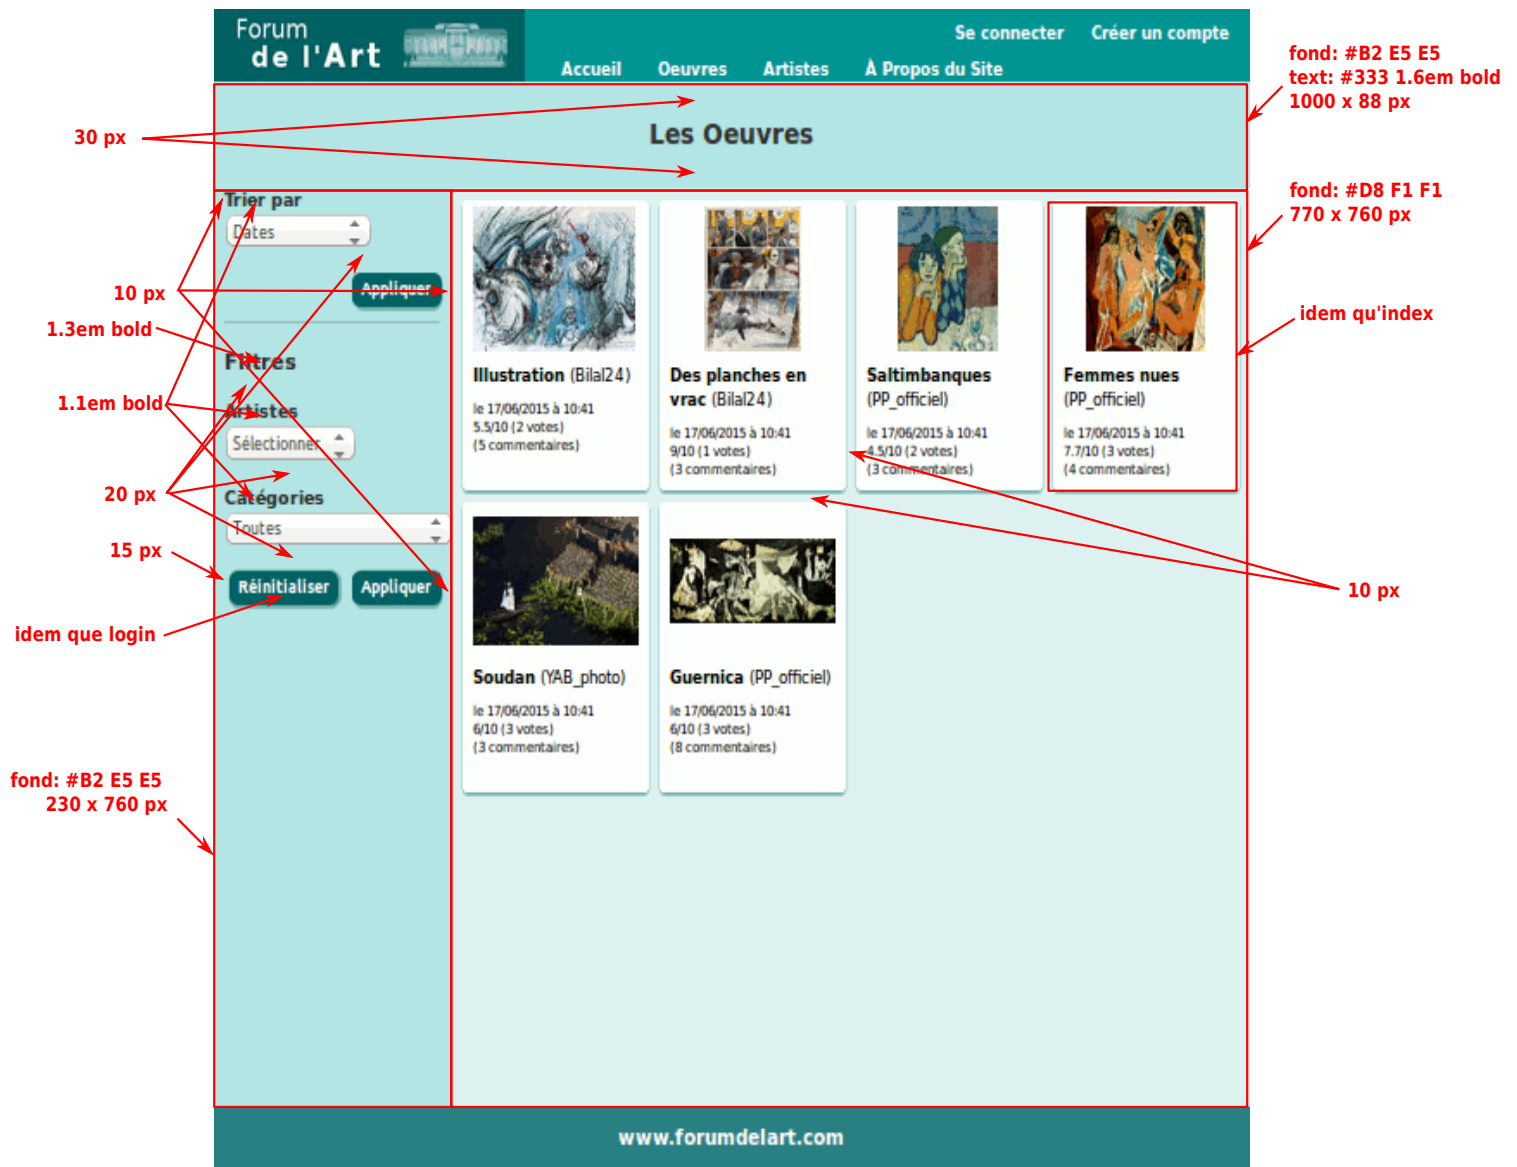 Forum
de l'Art
Se connecter Créer un compte
Accueil Oeuvres Artistes À Propos du Site
fond: #B2 E5 E5
text: #333 1.6em bold
1000 x 88 px
30 px
Les Oeuvres
fond: #D8 F1 F1
770 x 760 px
Trier par
Dates
Appliquer
10 px
1.3em bold
idem qu'index
Filtres
1.1em bold
Artistes
Sélectionner
20 px
Catégories
Toutes
15 px
Réinitialiser Appliquer
idem que login
Illustration (Bilal24)
le 17/06/2015 à 10:41
5.5/10 (2 votes)
(5 commentaires)
Des planches en
vrac (Bilal24)
le 17/06/2015 à 10:41
9/10 (1 votes)
(3 commentaires)
Saltimbanques
(PP_officiel)
le 17/06/2015 à 10:41
4.5/10 (2 votes)
(3 commentaires)
Femmes nues
(PP_officiel)
le 17/06/2015 à 10:41
7.7/10 (3 votes)
(4 commentaires)
10 px
Soudan (YAB_photo)
le 17/06/2015 à 10:41
6/10 (3 votes)
(3 commentaires)
Guernica (PP_officiel)
le 17/06/2015 à 10:41
6/10 (3 votes)
(8 commentaires)
fond: #B2 E5 E5
230 x 760 px
www.forumdelart.com